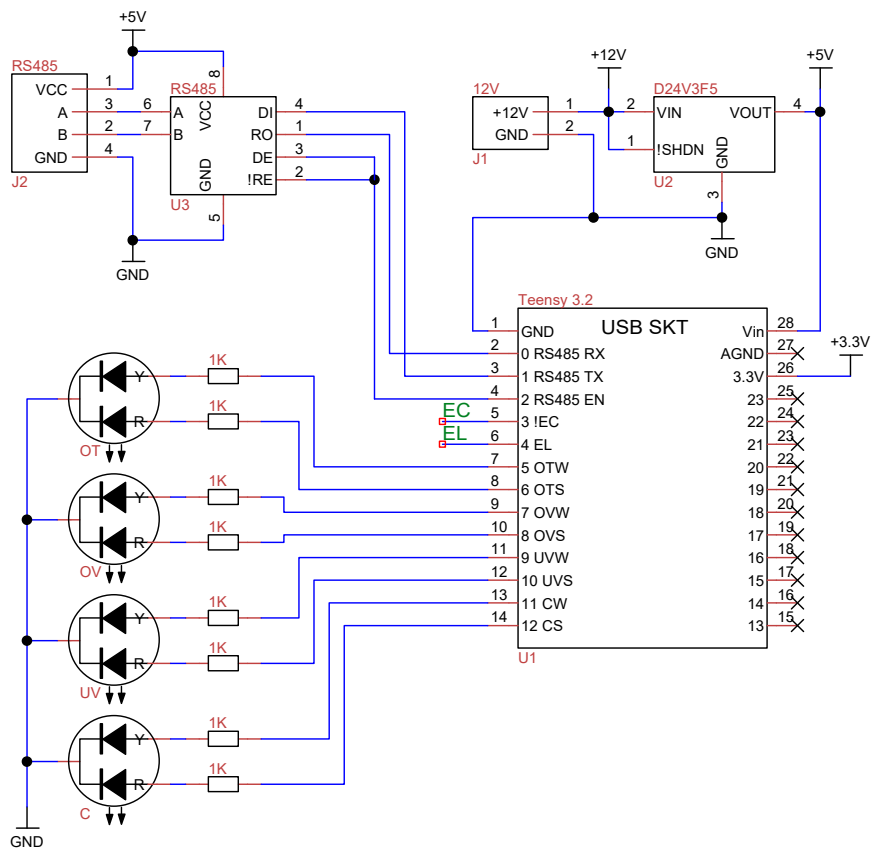 +5V
RS485
VCC 1
A 3
B 2
GND 4
J2
RS485
8
VCC
6 A
7 B
GND
5
DI 4
RO 1
DE 3
!RE 2
U3
GND
12V
+12V 1
GND 2
J1
+12V
D24V3F5
2 VIN
1 !SHDN
VOUT 4
GND
3
U2
+5V
GND
Teensy 3.2
USB SKT
1 GND
2 0 RS485 RX
3 1 RS485 TX
4 2 RS485 EN
EC 5 3 !EC
EL 6 4 EL
7 5 OTW
8 6 OTS
9 7 OVW
10 8 OVS
11 9 UVW
12 10 UVS
13 11 CW
14 12 CS
Vin 28
AGND 27
3.3V 26
+3.3V
23 25
22 24
21 23
20 22
19 21
18 20
17 19
16 18
15 17
14 16
13 15
U1
Y 1K
R 1K
OT
Y 1K
R 1K
OV
Y 1K
R 1K
UV
Y 1K
R 1K
C
GND